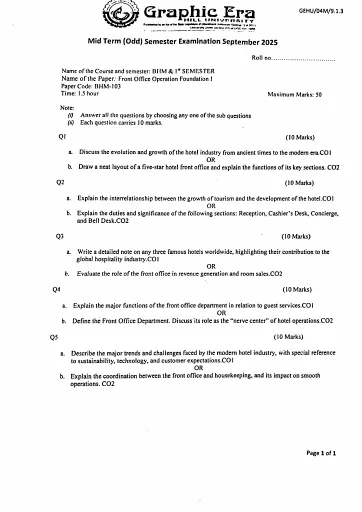 GEHU/04M/9.1.3
Graphic Era
HILL UNIVERSITY
Mid Term (Odd) Semester Examination September 2025
Roll no............................
Name of the Course and semester: BHM & 1st SEMESTER
Name of the Paper: Front Office Operation Foundation I
Paper Code: BHM-103
Time: 1.5 hour Maximum Marks: 50
Note:
(i) Answer all the questions by choosing any one of the sub questions
(ii) Each question carries 10 marks.
Q1 (10 Marks)
a. Discuss the evolution and growth of the hotel industry from ancient times to the modern era.CO1
OR
b. Draw a neat layout of a five-star hotel front office and explain the functions of its key sections. CO2
Q2 (10 Marks)
a. Explain the interrelationship between the growth of tourism and the development of the hotel.CO1
OR
b. Explain the duties and significance of the following sections: Reception, Cashier's Desk, Concierge,
and Bell Desk.CO2
Q3 (10 Marks)
a. Write a detailed note on any three famous hotels worldwide, highlighting their contribution to the
global hospitality industry.CO1
OR
b. Evaluate the role of the front office in revenue generation and room sales.CO2
Q4 (10 Marks)
a. Explain the major functions of the front office department in relation to guest services.CO1
OR
b. Define the Front Office Department. Discuss its role as the "nerve center" of hotel operations.CO2
Q5 (10 Marks)
a. Describe the major trends and challenges faced by the modern hotel industry, with special reference
to sustainability, technology, and customer expectations.CO1
OR
b. Explain the coordination between the front office and housekeeping, and its impact on smooth
operations. CO2
Page 1 of 1